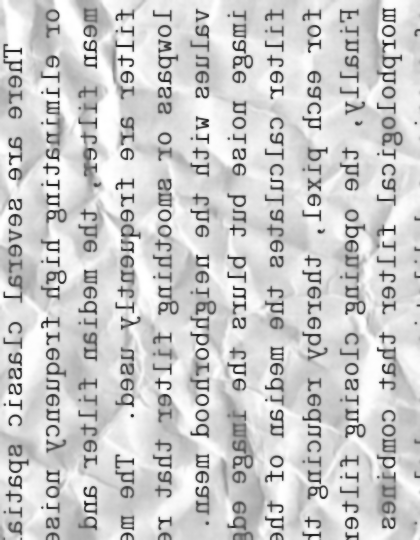 There are several classic spatial
or eliminating high frequency noise
mean filter, the median filter and
filter are frequently used. The me
lowpass or smoothing filter that re
values with the neighborhood mean.
image noise but blurs the image edg
filter calculates the median of the
for each pixel, thereby reducing th
Finally, the opening closing filter
morphological filter that combines